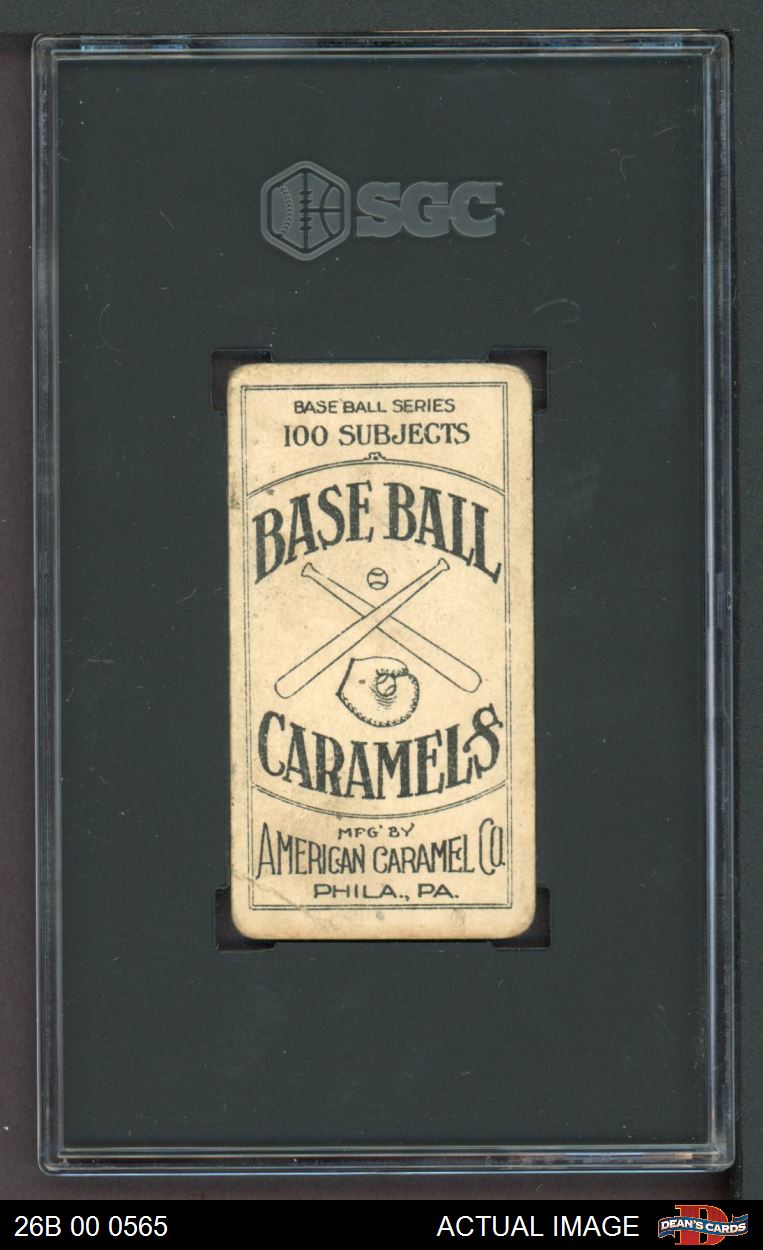 SGC
BASE BALL SERIES
100 SUBJECTS
BASE BALL
CARAMELS
MFG' BY
AMERICAN CARAMEL CO.
PHILA., PA.
26B 00 0565
ACTUAL IMAGE
DEAN'S CARDS